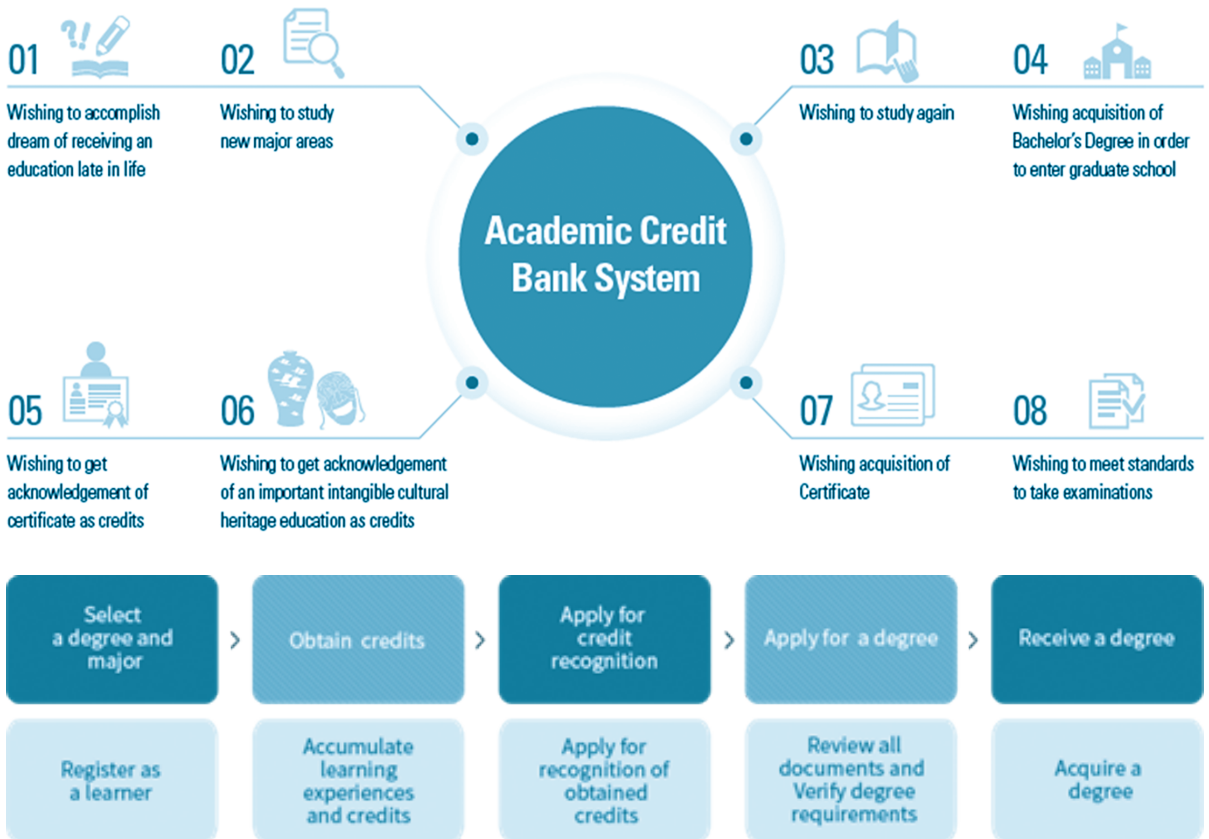 01
Wishing to accomplish
dream of receiving an
education late in life
02
Wishing to study
new major areas
03
Wishing to study again
04
Wishing acquisition of
Bachelor's Degree in order
to enter graduate school
Academic Credit
Bank System
05
Wishing to get
acknowledgement of
certificate as credits
06
Wishing to get acknowledgement
of an important intangible cultural
heritage education as credits
07
Wishing acquisition of
Certificate
08
Wishing to meet standards
to take examinations
Select
a degree and
major
Obtain credits
Apply for
credit
recognition
Apply for a degree
Receive a degree
Register as
a learner
Accumulate
learning
experiences
and credits
Apply for
recognition of
obtained
credits
Review all
documents and
Verify degree
requirements
Acquire a
degree